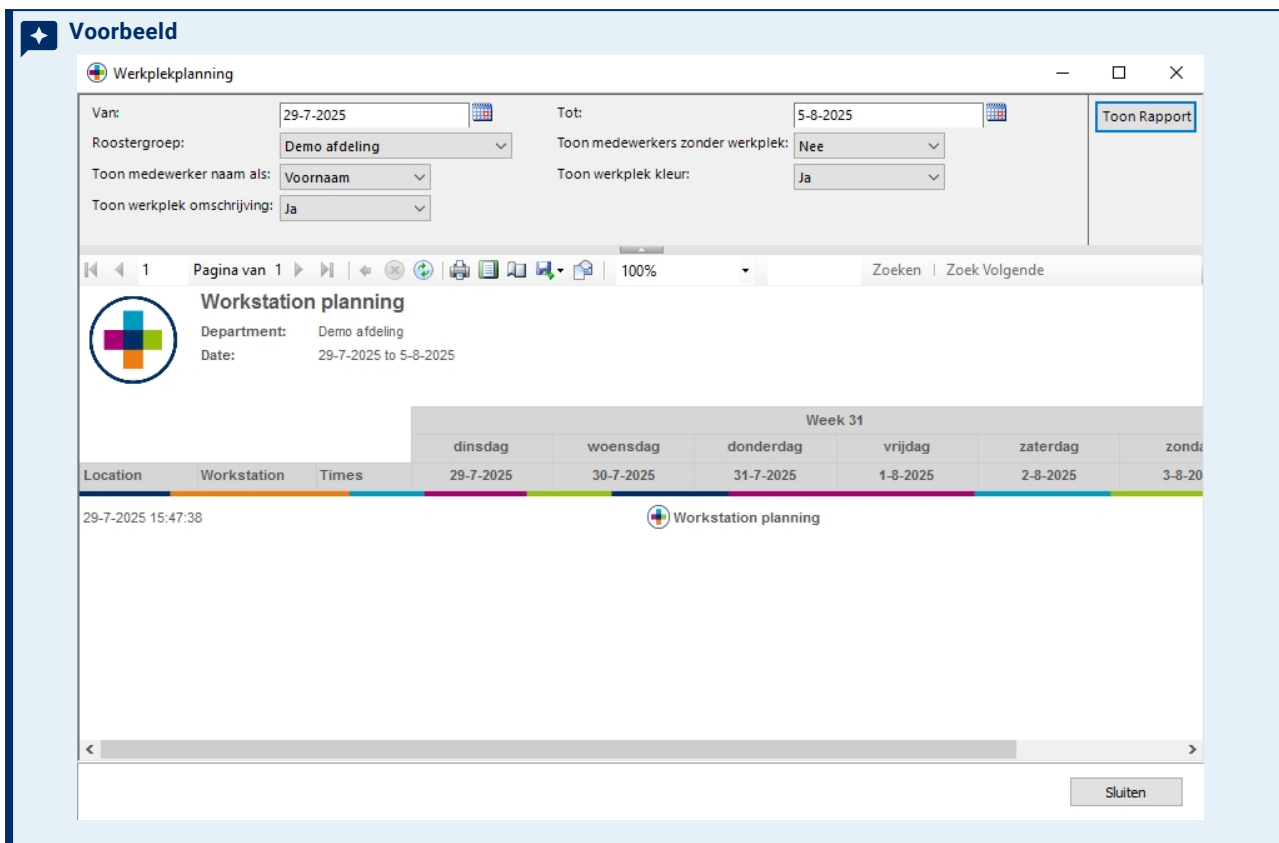 Voorbeeld
Werkplekplanning
Van: 29-7-2025 Tot: 5-8-2025 Toon Rapport
Roostergroep: Demo afdeling Toon medewerkers zonder werkplek: Nee
Toon medewerker naam als: Voornaam Toon werkplek kleur: Ja
Toon werkplek omschrijving: Ja
1 Pagina van 1 100% Zoeken | Zoek Volgende
Workstation planning
Department: Demo afdeling
Date: 29-7-2025 to 5-8-2025
Week 31
dinsdag woensdag donderdag vrijdag zaterdag zonda
Location Workstation Times 29-7-2025 30-7-2025 31-7-2025 1-8-2025 2-8-2025 3-8-20
29-7-2025 15:47:38 Workstation planning
Sluiten